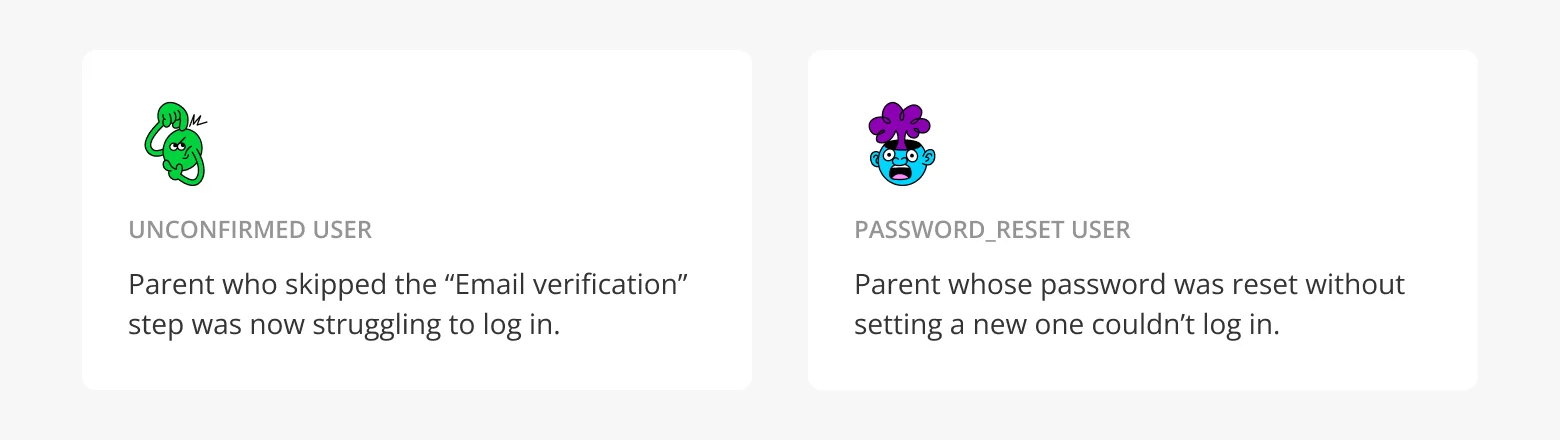 UNCONFIRMED USER
Parent who skipped the “Email verification”
step was now struggling to log in.
PASSWORD_RESET USER
Parent whose password was reset without
setting a new one couldn’t log in.